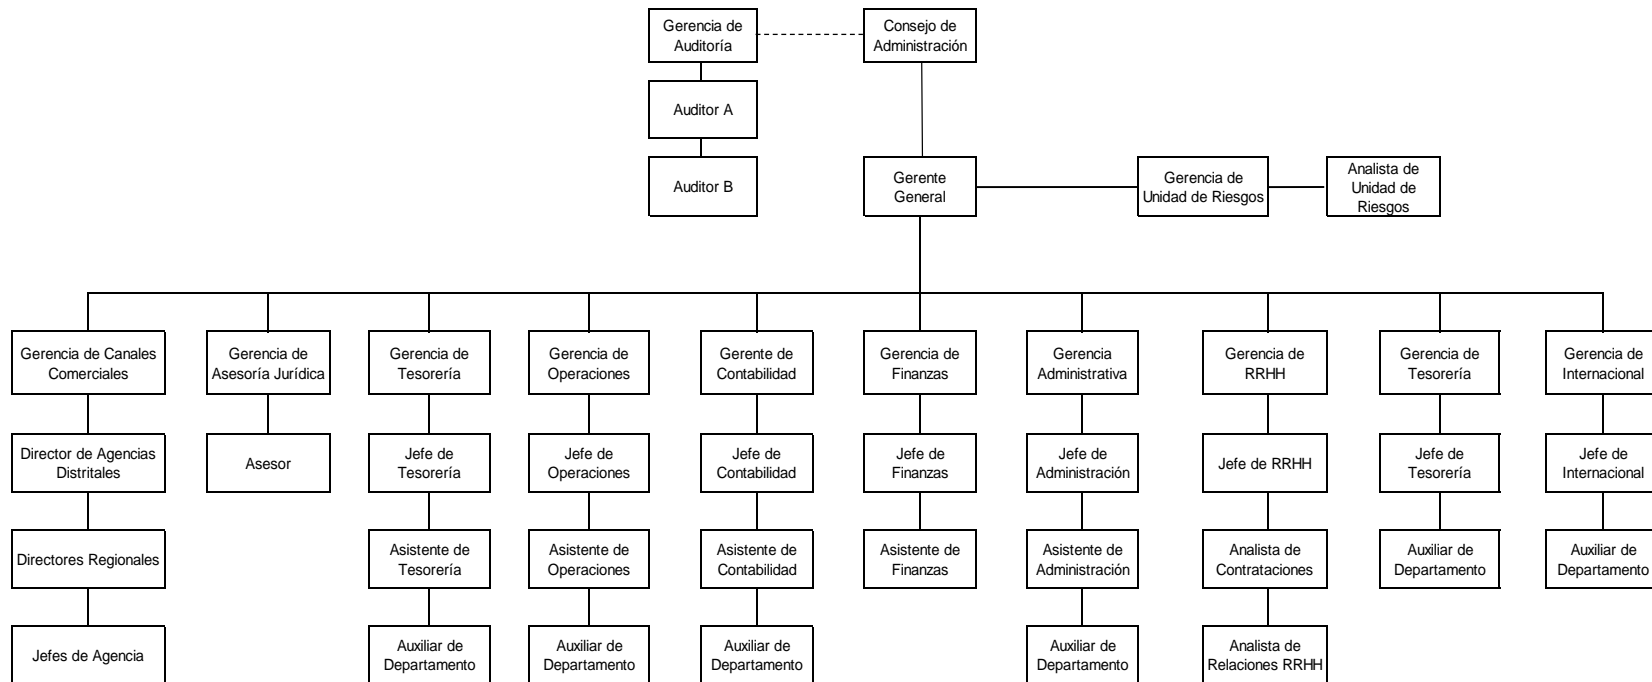 Gerencia de
Auditoría
Consejo de
Administración
Auditor A
Auditor B
Gerente
General
Gerencia de
Unidad de Riesgos
Analista de
Unidad de
Riesgos
Gerencia de Canales
Comerciales
Gerencia de
Asesoría Jurídica
Gerencia de
Tesorería
Gerencia de
Operaciones
Gerente de
Contabilidad
Gerencia de
Finanzas
Gerencia
Administrativa
Gerencia de
RRHH
Gerencia de
Tesorería
Gerencia de
Internacional
Director de Agencias
Distritales
Asesor
Jefe de
Tesorería
Jefe de
Operaciones
Jefe de
Contabilidad
Jefe de
Finanzas
Jefe de
Administración
Jefe de RRHH
Jefe de
Tesorería
Jefe de
Internacional
Directores Regionales
Asistente de
Tesorería
Asistente de
Operaciones
Asistente de
Contabilidad
Asistente de
Finanzas
Asistente de
Administración
Analista de
Contrataciones
Auxiliar de
Departamento
Auxiliar de
Departamento
Jefes de Agencia
Auxiliar de
Departamento
Auxiliar de
Departamento
Auxiliar de
Departamento
Auxiliar de
Departamento
Analista de
Relaciones RRHH